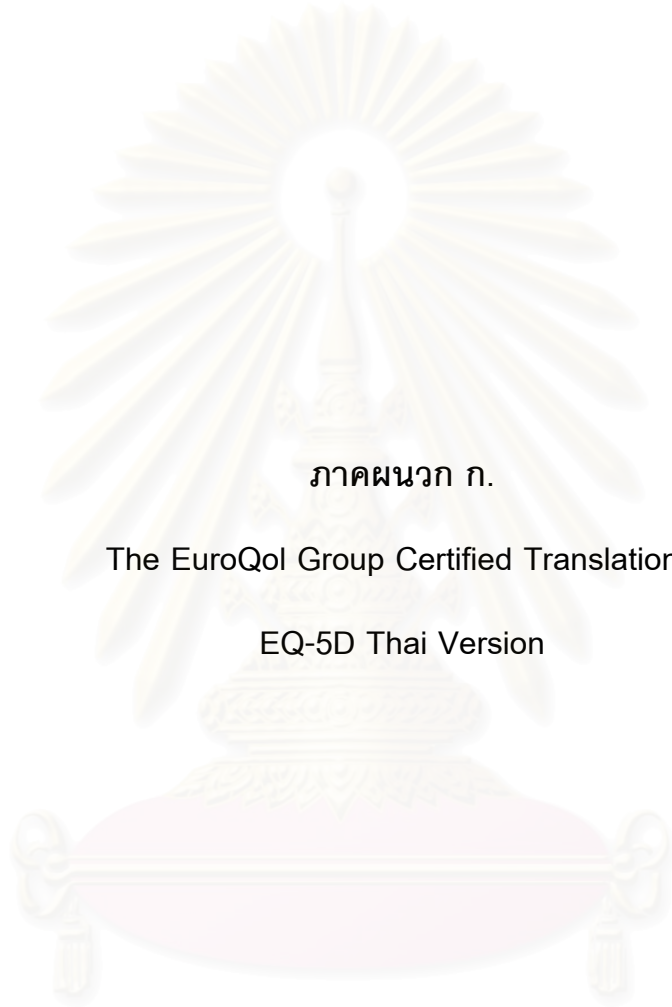 ภาคผนวก ก.
The EuroQol Group Certified Translation
EQ-5D Thai Version